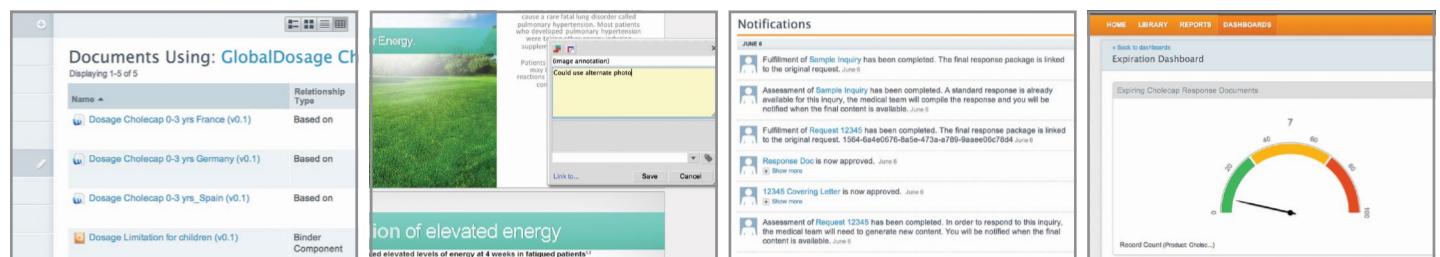 Documents Using: GlobalDosage Ch
Displaying 1-5 of 5
Name
Relationship
Type
Dosage Cholecap 0-3 yrs France (v0.1)
Based on
Dosage Cholecap 0-3 yrs Germany (v0.1)
Based on
Dosage Cholecap 0-3 yrs_Spain (v0.1)
Based on
Dosage Limitation for children (v0.1)
Binder
Component
cause a rare fatal lung disorder called
pulmonary hypertension. Most patients
who developed pulmonary hypertension
were
supplem
Patients
may
reactions
con
r Energy.
(image annotation)
Could use alternate photo
Link to...
Save
Cancel
ion of elevated energy
ed elevated levels of energy at 4 weeks in fatigued patients
Notifications
JUNE 6
Fulfillment of Sample Inquiry has been completed. The final response package is linked
to the original request. June 6
Assessment of Sample Inquiry has been completed. A standard response is already
available for this inqury, the medical team will compile the response and you will be
notified when the final content is available. June 6
Fulfillment of Request 12345 has been completed. The final response package is linked
to the original request. 1564-6a4e0676-8a5e-473a-a789-9aaee06c78d4 June 6
Response Doc is now approved. June 6
Show more
12345 Covering Letter is now approved. June 6
Show more
Assessment of Request 12345 has been completed. In order to respond to this inquiry,
the medical team will need to generate new content. You will be notified when the final
content is available. June 6
HOME LIBRARY REPORTS DASHBOARDS
« Back to dashboards
Expiration Dashboard
Expiring Cholecap Response Documents
7
0
20
40
60
80
100
Record Count (Product: Cholec...)